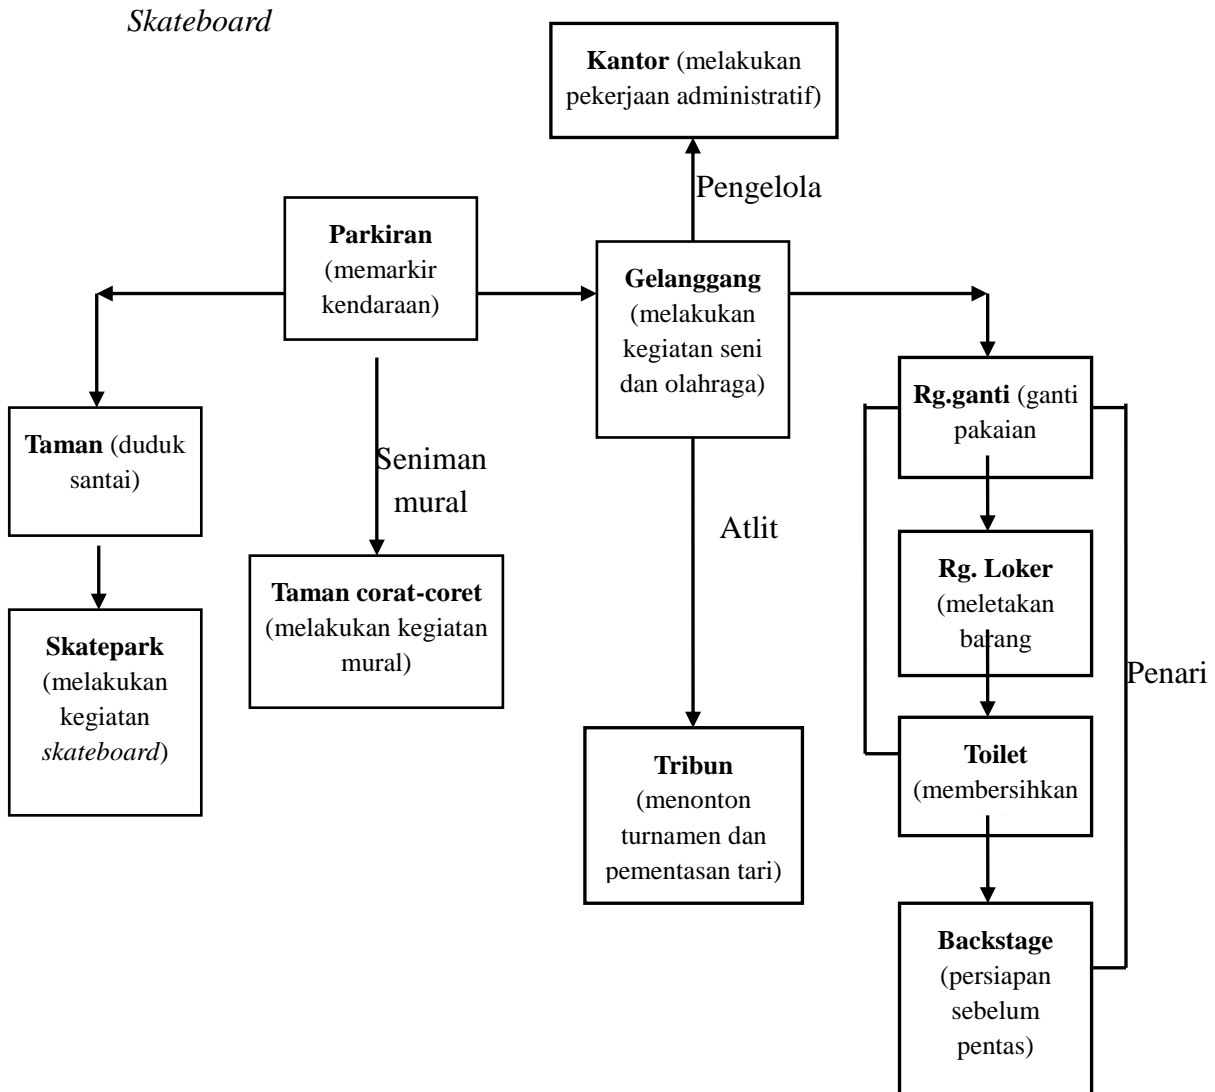 Skateboard
Kantor (melakukan
pekerjaan administratif)
Pengelola
Parkiran
(memarkir
kendaraan)
Gelanggang
(melakukan
kegiatan seni
dan olahraga)
Rg.ganti (ganti
pakaian
Taman (duduk
santai)
Seniman
mural
Atlit
Rg. Loker
(meletakan
barang
Taman corat-coret
(melakukan kegiatan
mural)
Skatepark
(melakukan
kegiatan
skateboard)
Penari
Tribun
(menonton
turnamen dan
pementasan tari)
Toilet
(membersihkan
Backstage
(persiapan
sebelum
pentas)